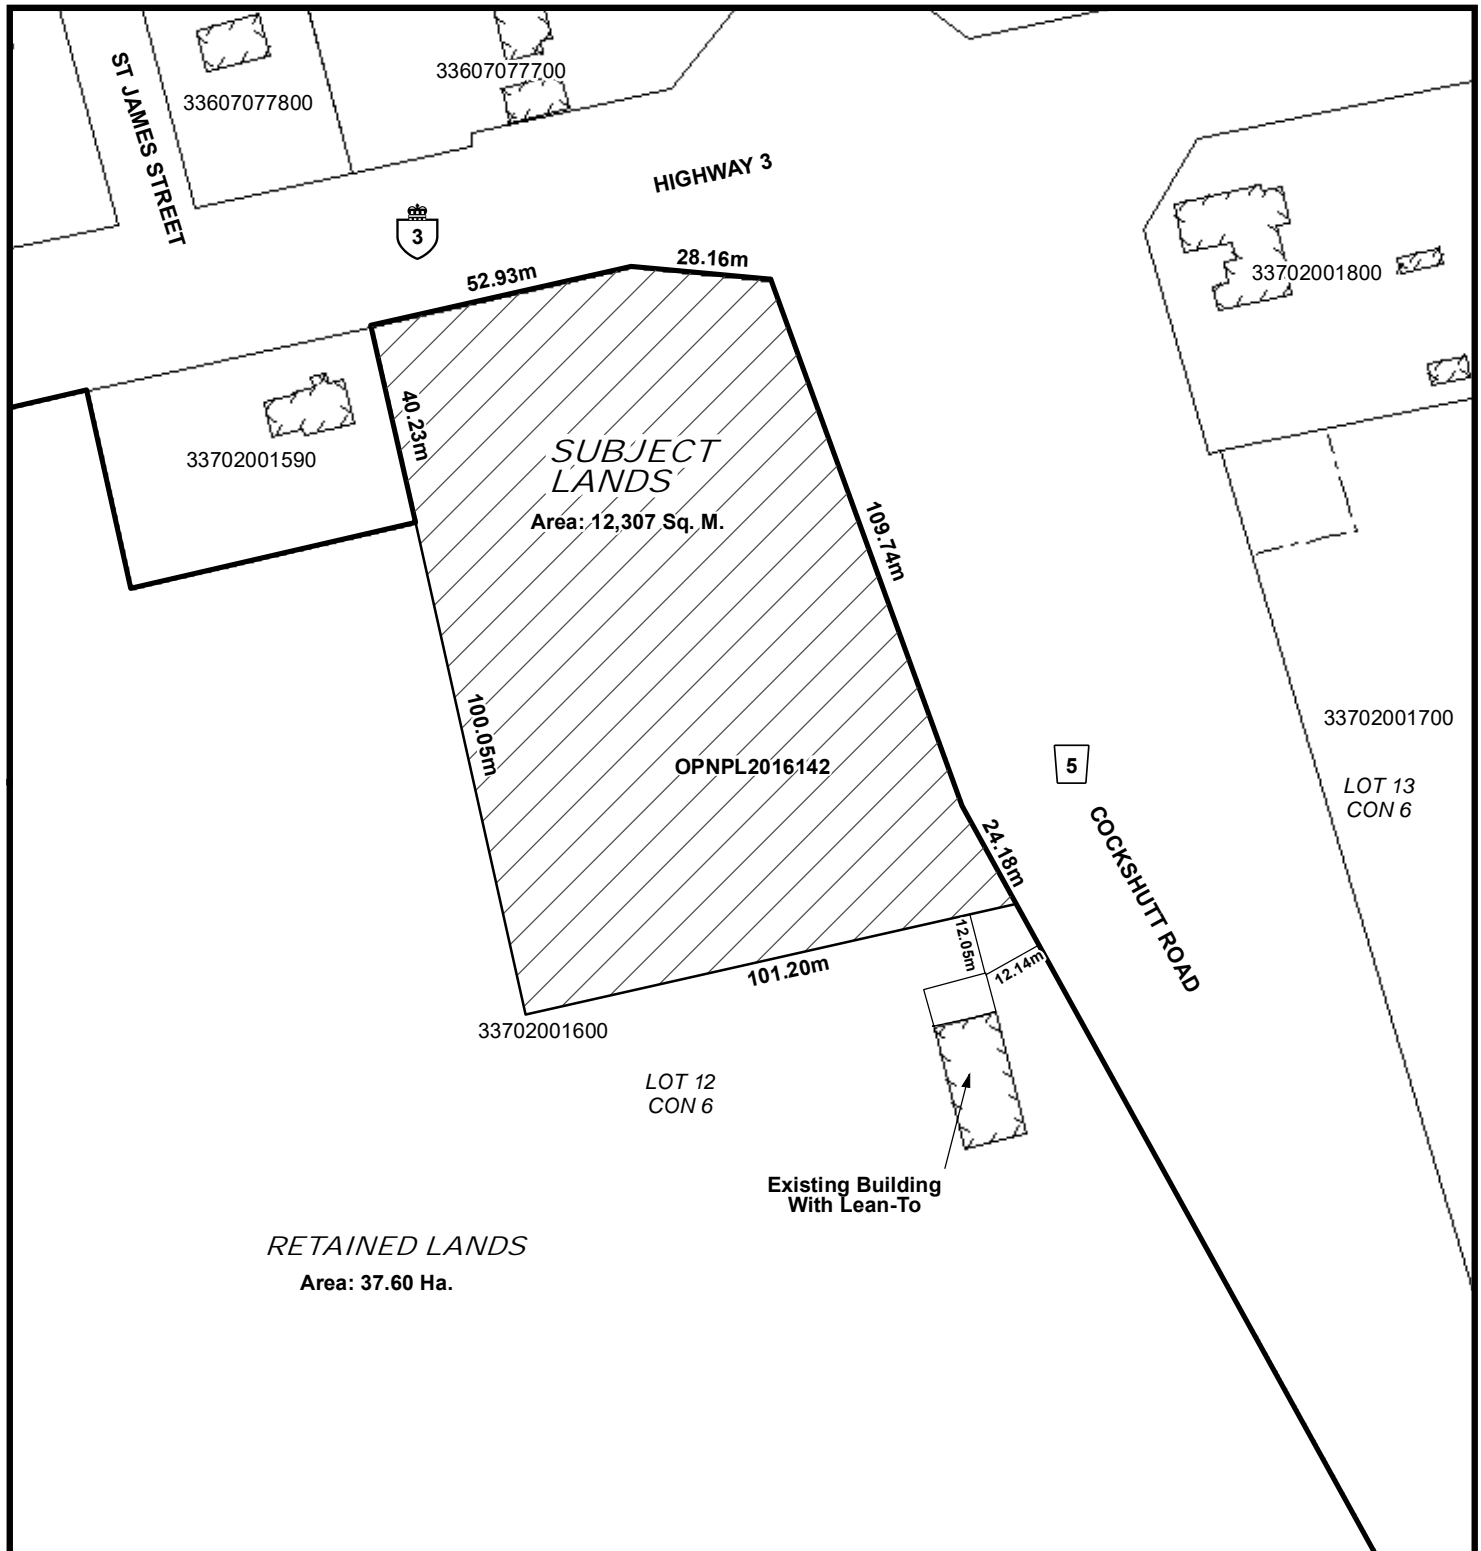 ST JAMES STREET
33607077800
33607077700
HIGHWAY 3
3
52.93m
28.16m
33702001800
40.23m
33702001590
SUBJECT
LANDS
Area: 12,307 Sq. M.
109.74m
100.05m
OPNPL2016142
5
33702001700
LOT 13
CON 6
COCKSHUTT ROAD
24.18m
12.05m
12.14m
101.20m
33702001600
LOT 12
CON 6
Existing Building
With Lean-To
RETAINED LANDS
Area: 37.60 Ha.